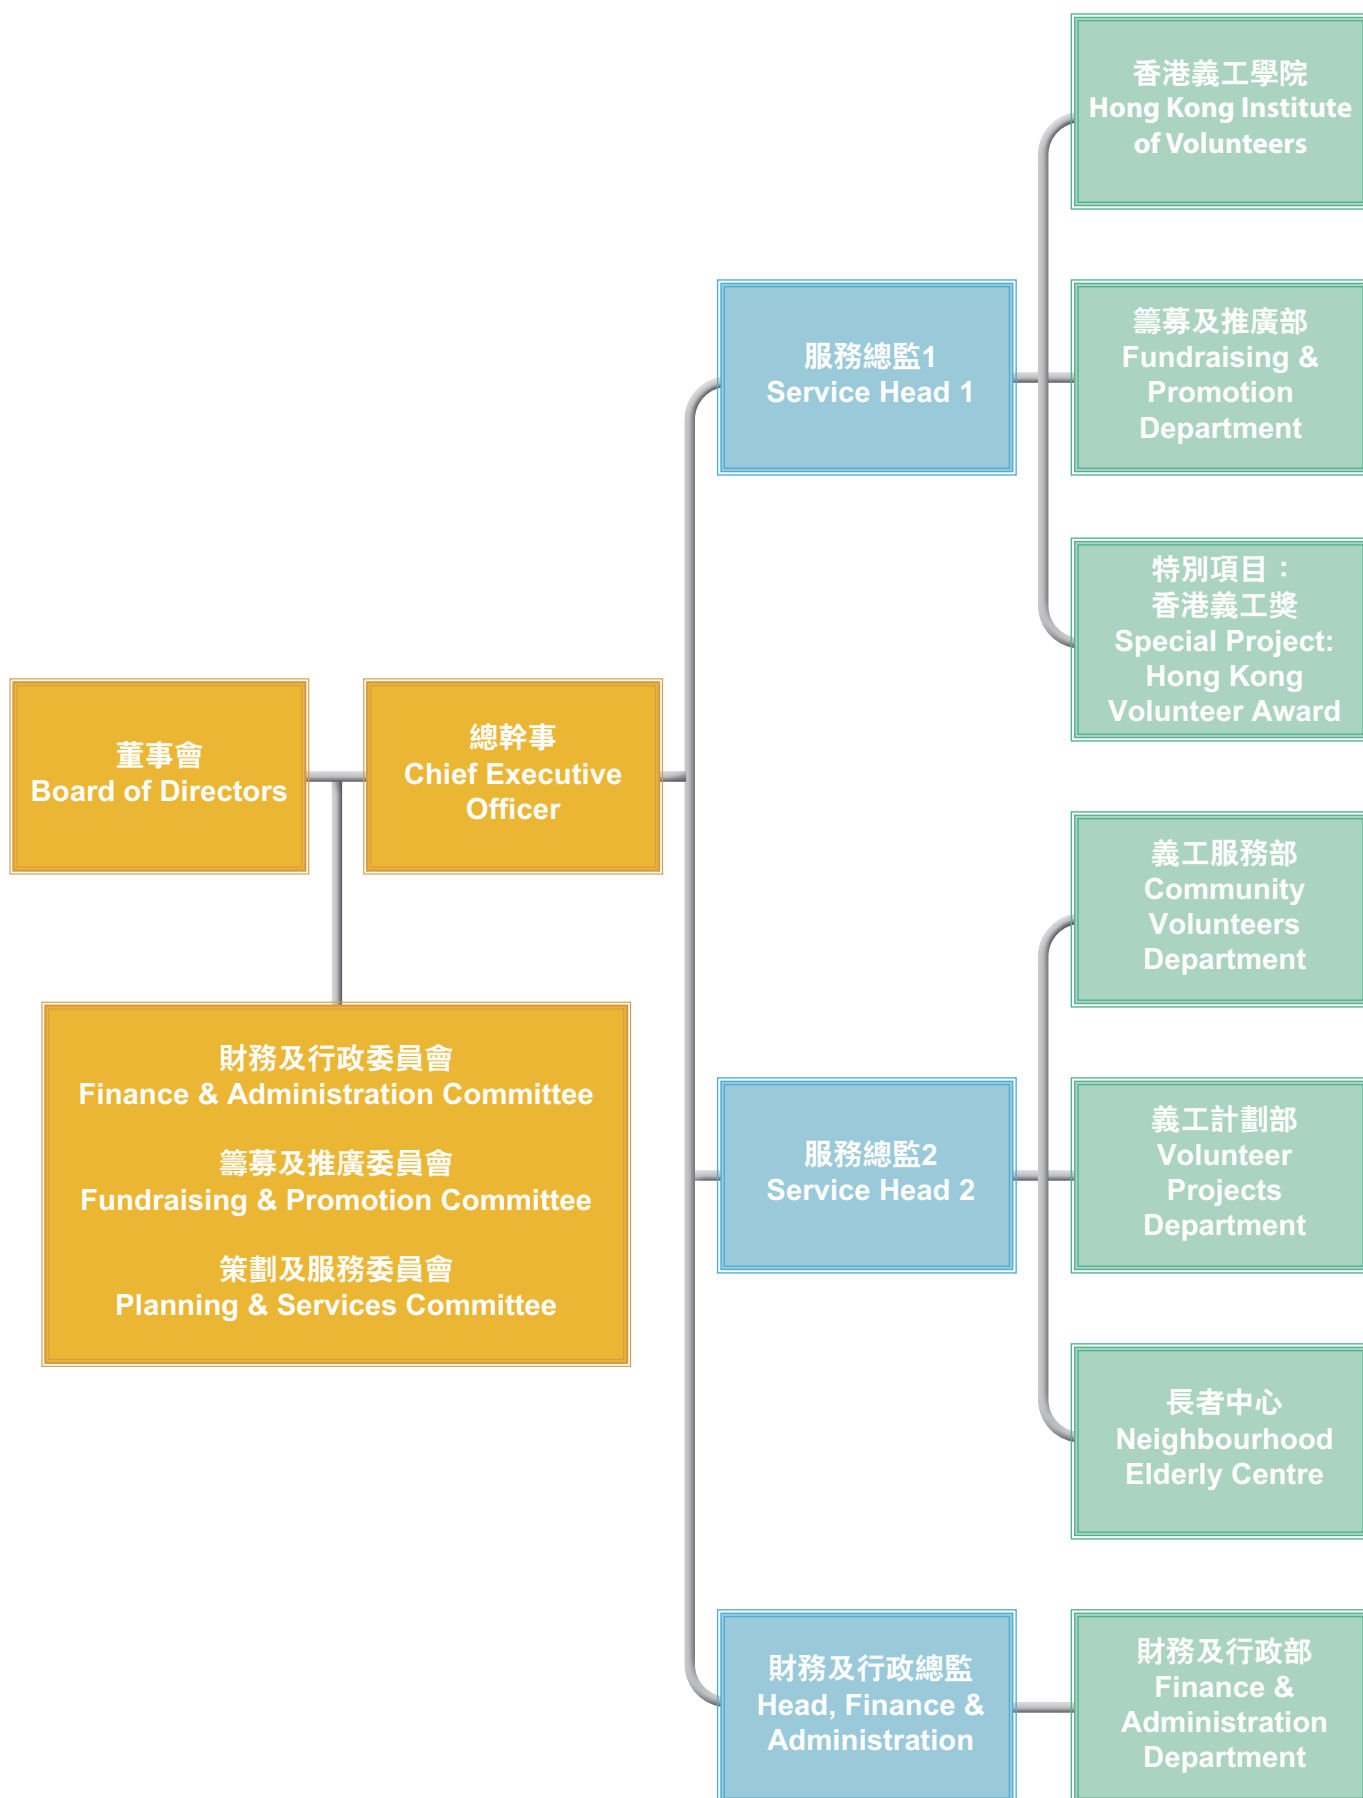 董事會
Board of Directors
總幹事
Chief Executive
Officer
財務及行政委員會
Finance & Administration Committee
籌募及推廣委員會
Fundraising & Promotion Committee
策劃及服務委員會
Planning & Services Committee
服務總監1
Service Head 1
香港義工學院
Hong Kong Institute
of Volunteers
籌募及推廣部
Fundraising &
Promotion
Department
特別項目：
香港義工獎
Special Project:
Hong Kong
Volunteer Award
服務總監2
Service Head 2
義工服務部
Community
Volunteers
Department
義工計劃部
Volunteer
Projects
Department
長者中心
Neighbourhood
Elderly Centre
財務及行政總監
Head, Finance &
Administration
財務及行政部
Finance &
Administration
Department